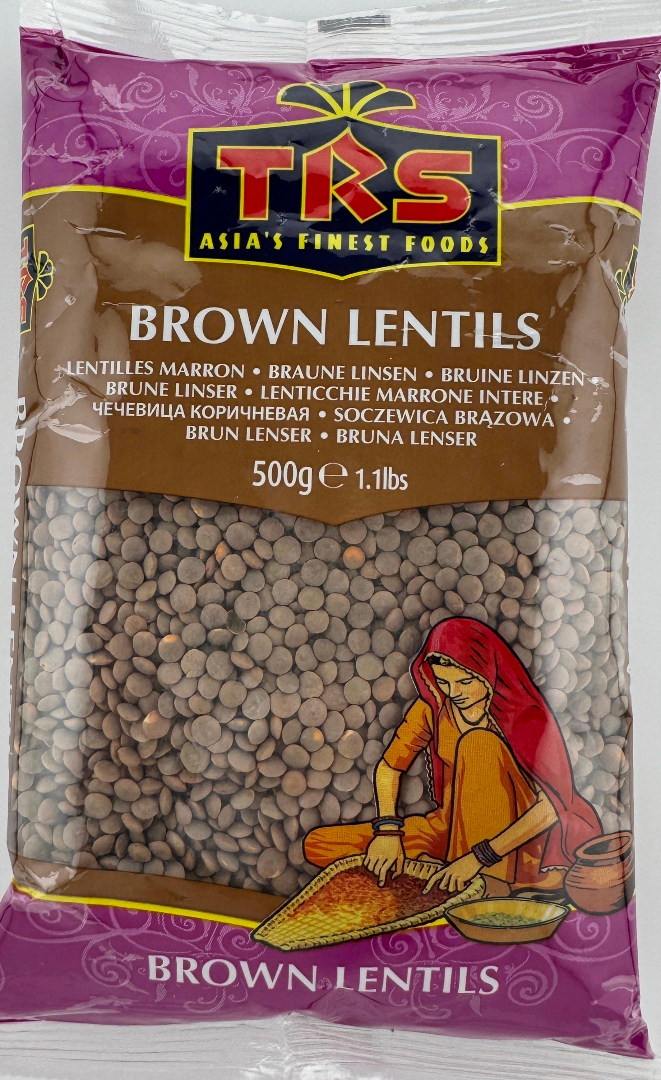 TRS
ASIA'S FINEST FOODS
BROWN LENTILS
LENTILLES MARRON • BRAUNE LINSEN • BRUINE LINZEN •
BRUNE LINSER • LENTICCHIE MARRONE INTERE •
ЧЕЧЕВИЦА КОРИЧНЕВАЯ • SOCZEWICA BRĄZOWA •
BRUN LENSER • BRUNA LENSER
500g℮ 1.1lbs
BROWN LENTILS